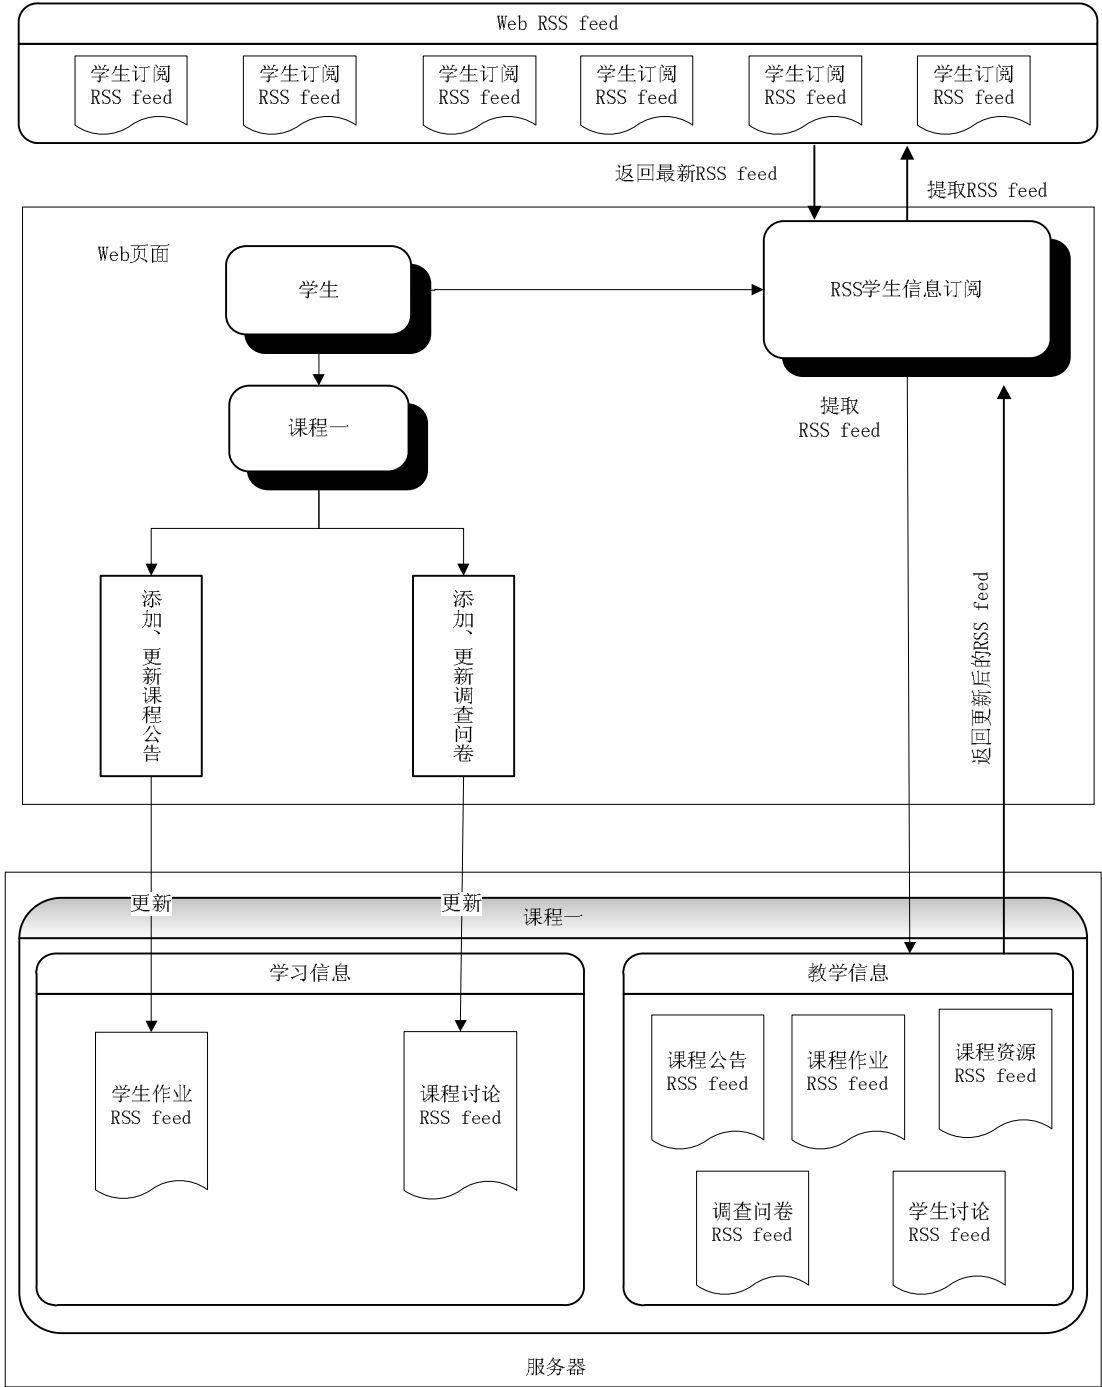 Web RSS feed
学生订阅
RSS feed
学生订阅
RSS feed
学生订阅
RSS feed
学生订阅
RSS feed
学生订阅
RSS feed
学生订阅
RSS feed
返回最新RSS feed
提取RSS feed
Web页面
学生
RSS学生信息订阅
课程一
提取
RSS feed
添加、更新课程公告
添加、更新调查问卷
返回更新后的RSS feed
更新
更新
课程一
学习信息
教学信息
学生作业
RSS feed
课程讨论
RSS feed
课程公告
RSS feed
课程作业
RSS feed
课程资源
RSS feed
调查问卷
RSS feed
学生讨论
RSS feed
服务器